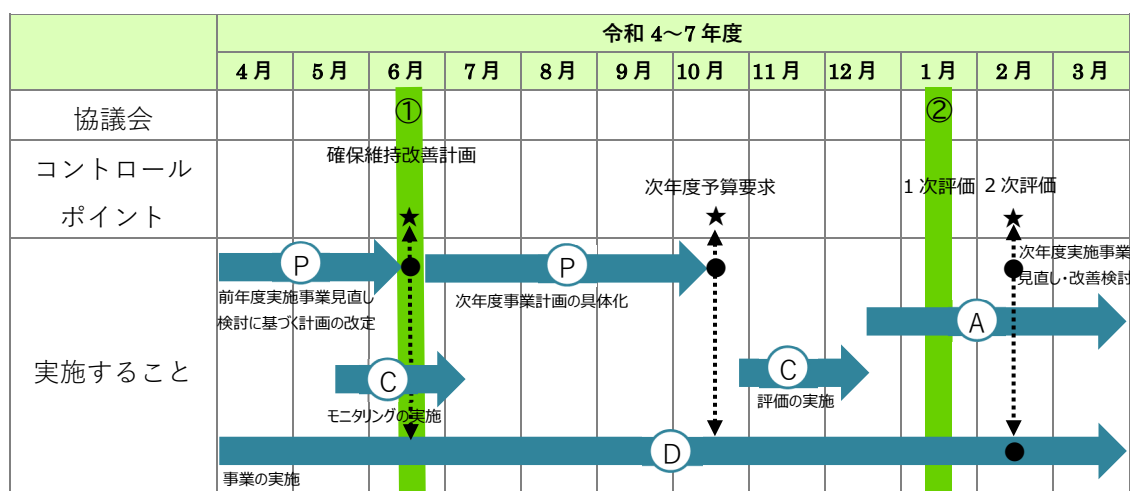 令和 4～7 年度
4 月 5 月 6 月 7 月 8 月 9 月 10 月 11 月 12 月 1 月 2 月 3 月
協議会 ① ②
コントロール
ポイント
確保維持改善計画
次年度予算要求
1 次評価 2 次評価
実施すること
P
前年度実施事業見直し
検討に基づく計画の改定
P
次年度事業計画の具体化
次年度実施事業
見直し・改善検討
A
C
モニタリングの実施
C
評価の実施
D
事業の実施